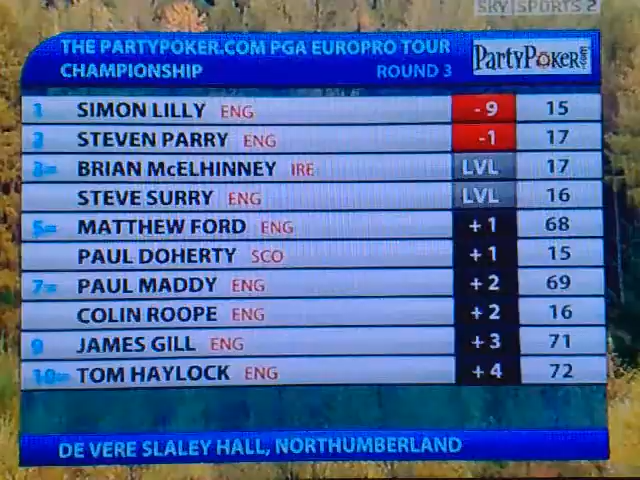 SKY SPORTS 2
THE PARTYPOKER.COM PGA EUROPRO TOUR
CHAMPIONSHIP ROUND 3
PARTYPOKER.com
1 SIMON LILLY ENG -9 15
2 STEVEN PARRY ENG -1 17
3= BRIAN McELHINNEY IRE LVL 17
STEVE SURRY ENG LVL 16
5= MATTHEW FORD ENG +1 68
PAUL DOHERTY SCO +1 15
7= PAUL MADDY ENG +2 69
COLIN ROOPE ENG +2 16
9 JAMES GILL ENG +3 71
10= TOM HAYLOCK ENG +4 72
DE VERE SLALEY HALL, NORTHUMBERLAND